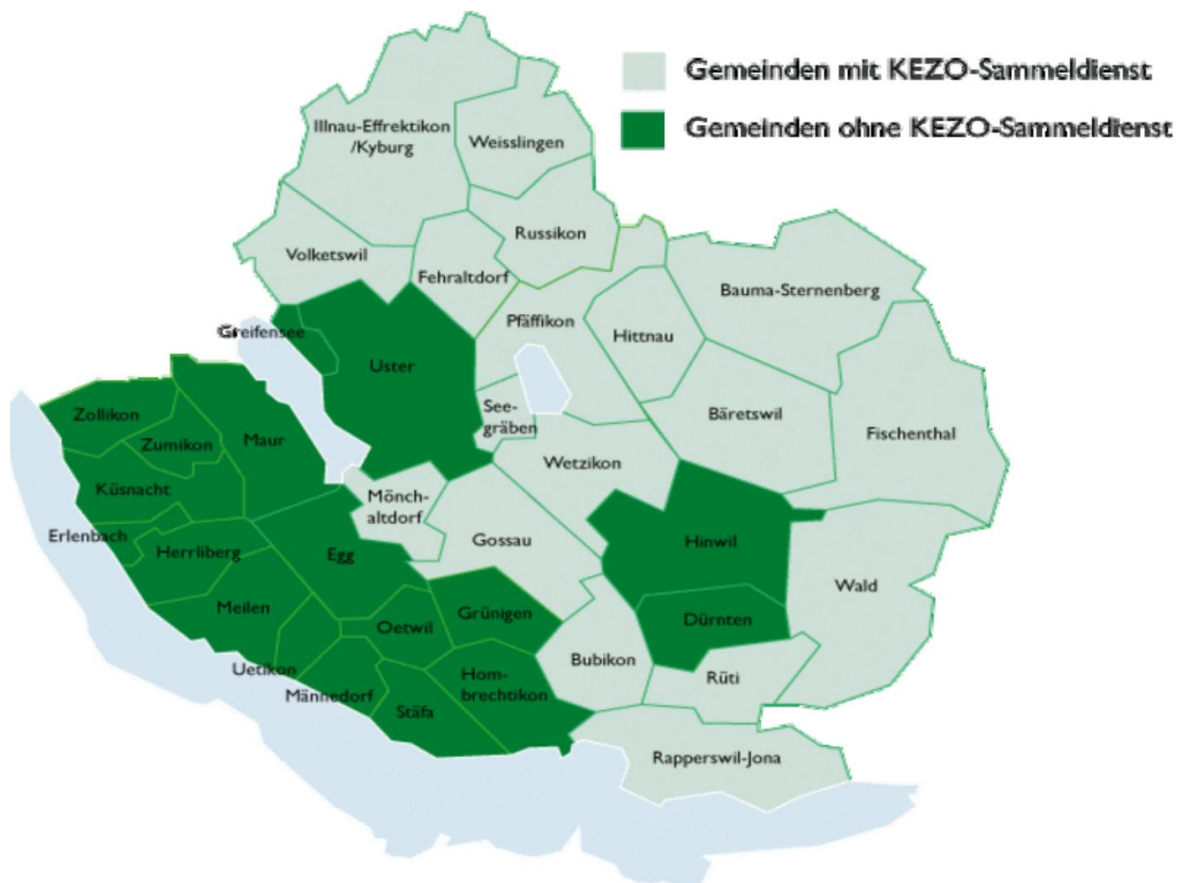 Gemeinden mit KEZO-Sammeldienst
Gemeinden ohne KEZO-Sammeldienst
Illnau-Effrektikon
/Kyburg
Weisslingen
Russikon
Volketswil
Fehraltdorf
Bauma-Sternenberg
Pfäffikon
Hittnau
Greifensee
Uster
See-
gräben
Bäretswil
Fischenthal
Zollikon
Zumikon
Maur
Wetzikon
Küsnacht
Mönch-
altdorf
Erlenbach
Herrliberg
Egg
Gossau
Hinwil
Wald
Meilen
Oetwil
Grünigen
Dürnten
Uetikon
Männedorf
Stäfa
Hom-
brechtikon
Bubikon
Rüti
Rapperswil-Jona